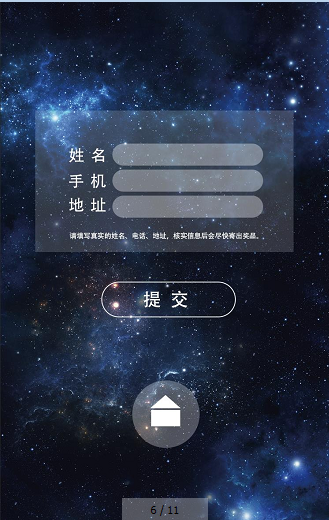 姓 名
手 机
地 址
请填写真实的姓名、电话、地址，核实信息后会尽快寄出奖品。
提 交
6 / 11